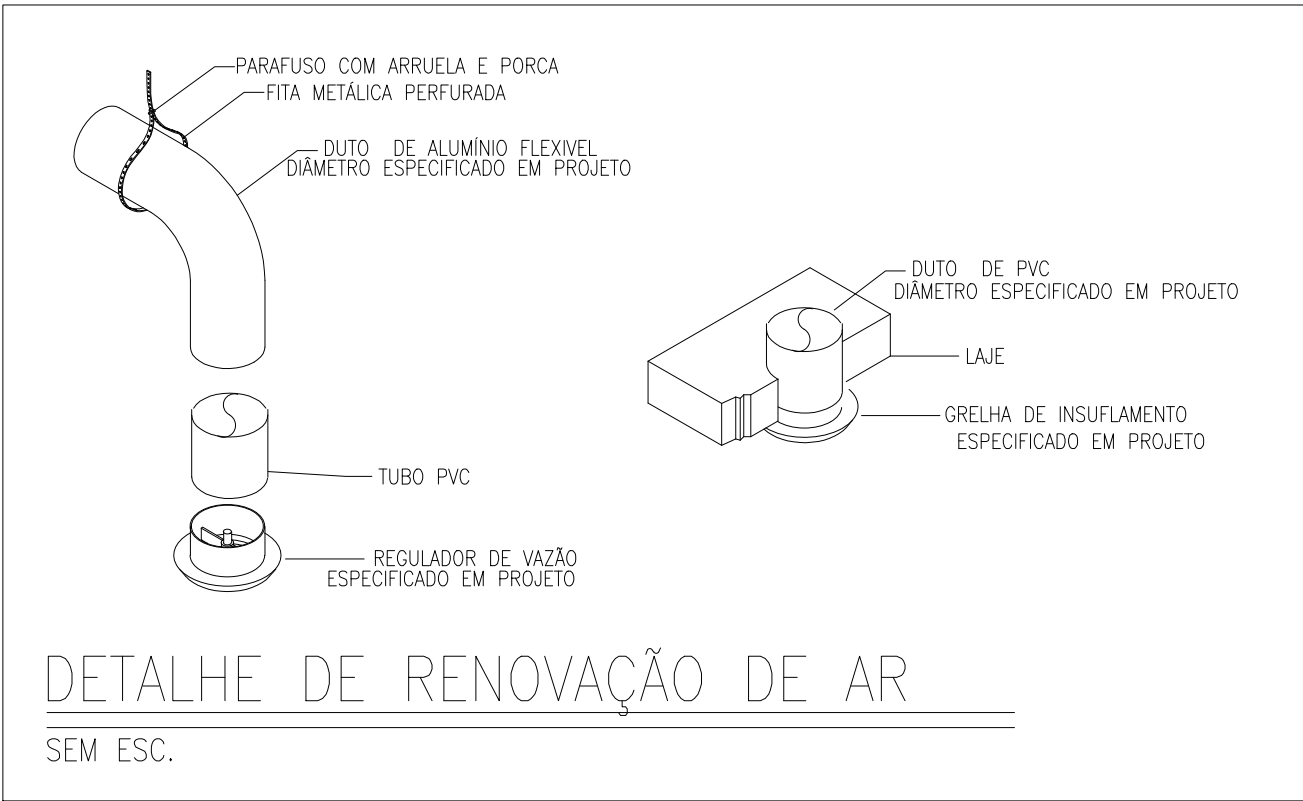 PARAFUSO COM ARRUELA E PORCA
FITA METÁLICA PERFURADA
DUTO DE ALUMÍNIO FLEXIVEL
DIÂMETRO ESPECIFICADO EM PROJETO
TUBO PVC
REGULADOR DE VAZÃO
ESPECIFICADO EM PROJETO
DUTO DE PVC
DIÂMETRO ESPECIFICADO EM PROJETO
LAJE
GRELHA DE INSUFLAMENTO
ESPECIFICADO EM PROJETO
DETALHE DE RENOVAÇÃO DE AR
SEM ESC.